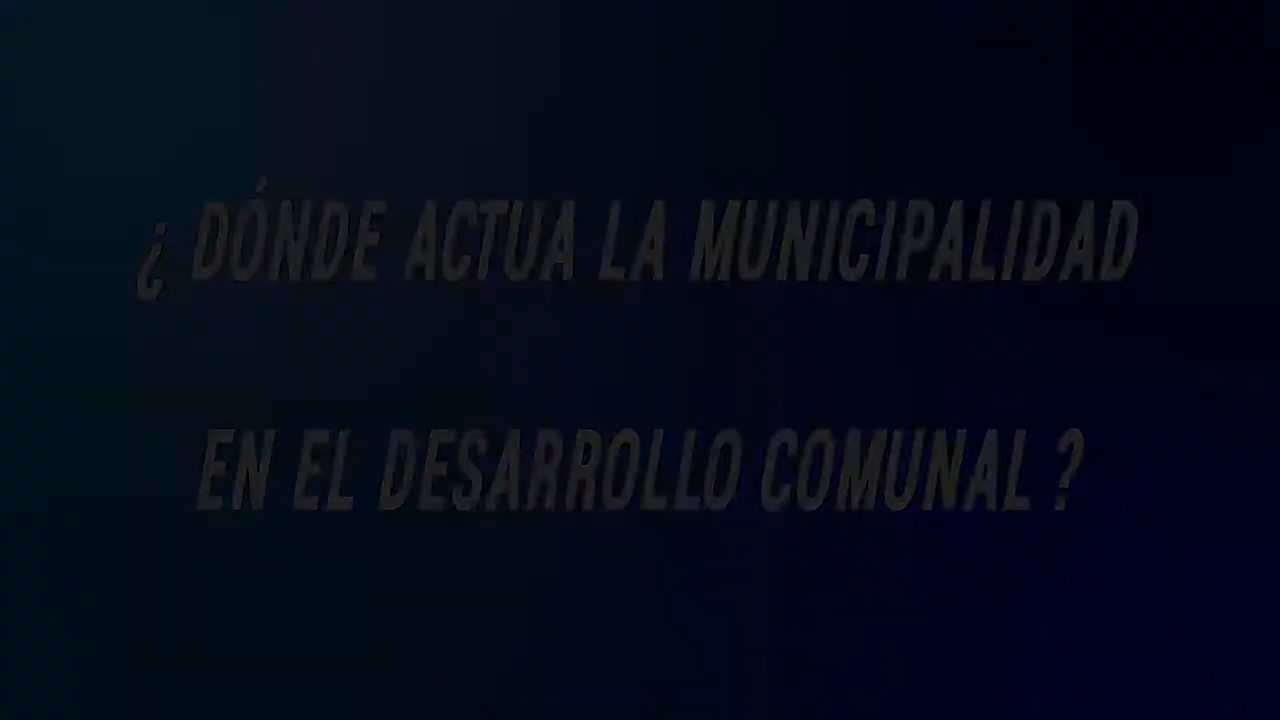 ¿ DÓNDE ACTUA LA MUNICIPALIDAD
EN EL DESARROLLO COMUNAL ?